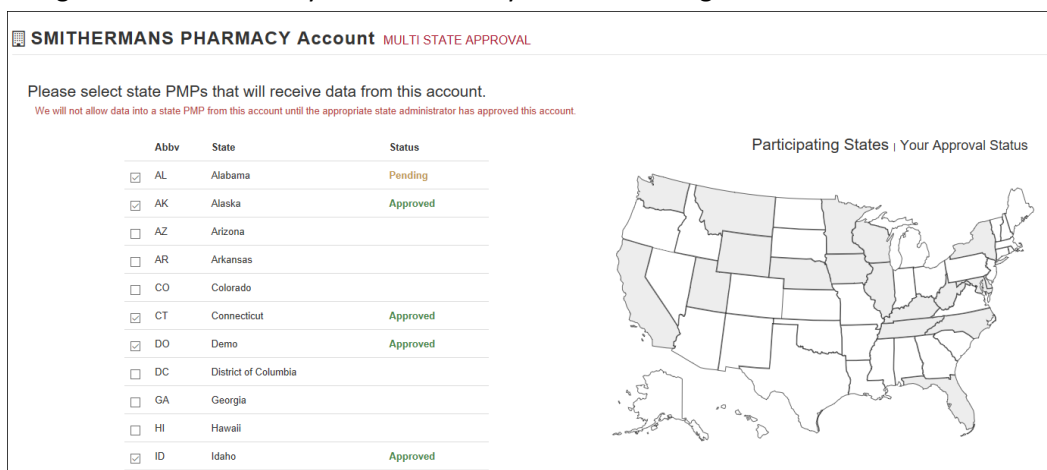 SMITHERMANS PHARMACY Account MULTI STATE APPROVAL
Please select state PMPs that will receive data from this account.
We will not allow data into a state PMP from this account until the appropriate state administrator has approved this account.
Participating States | Your Approval Status
Abbv State Status
AL Alabama Pending
AK Alaska Approved
AZ Arizona
AR Arkansas
CO Colorado
CT Connecticut Approved
DO Demo Approved
DC District of Columbia
GA Georgia
HI Hawaii
ID Idaho Approved